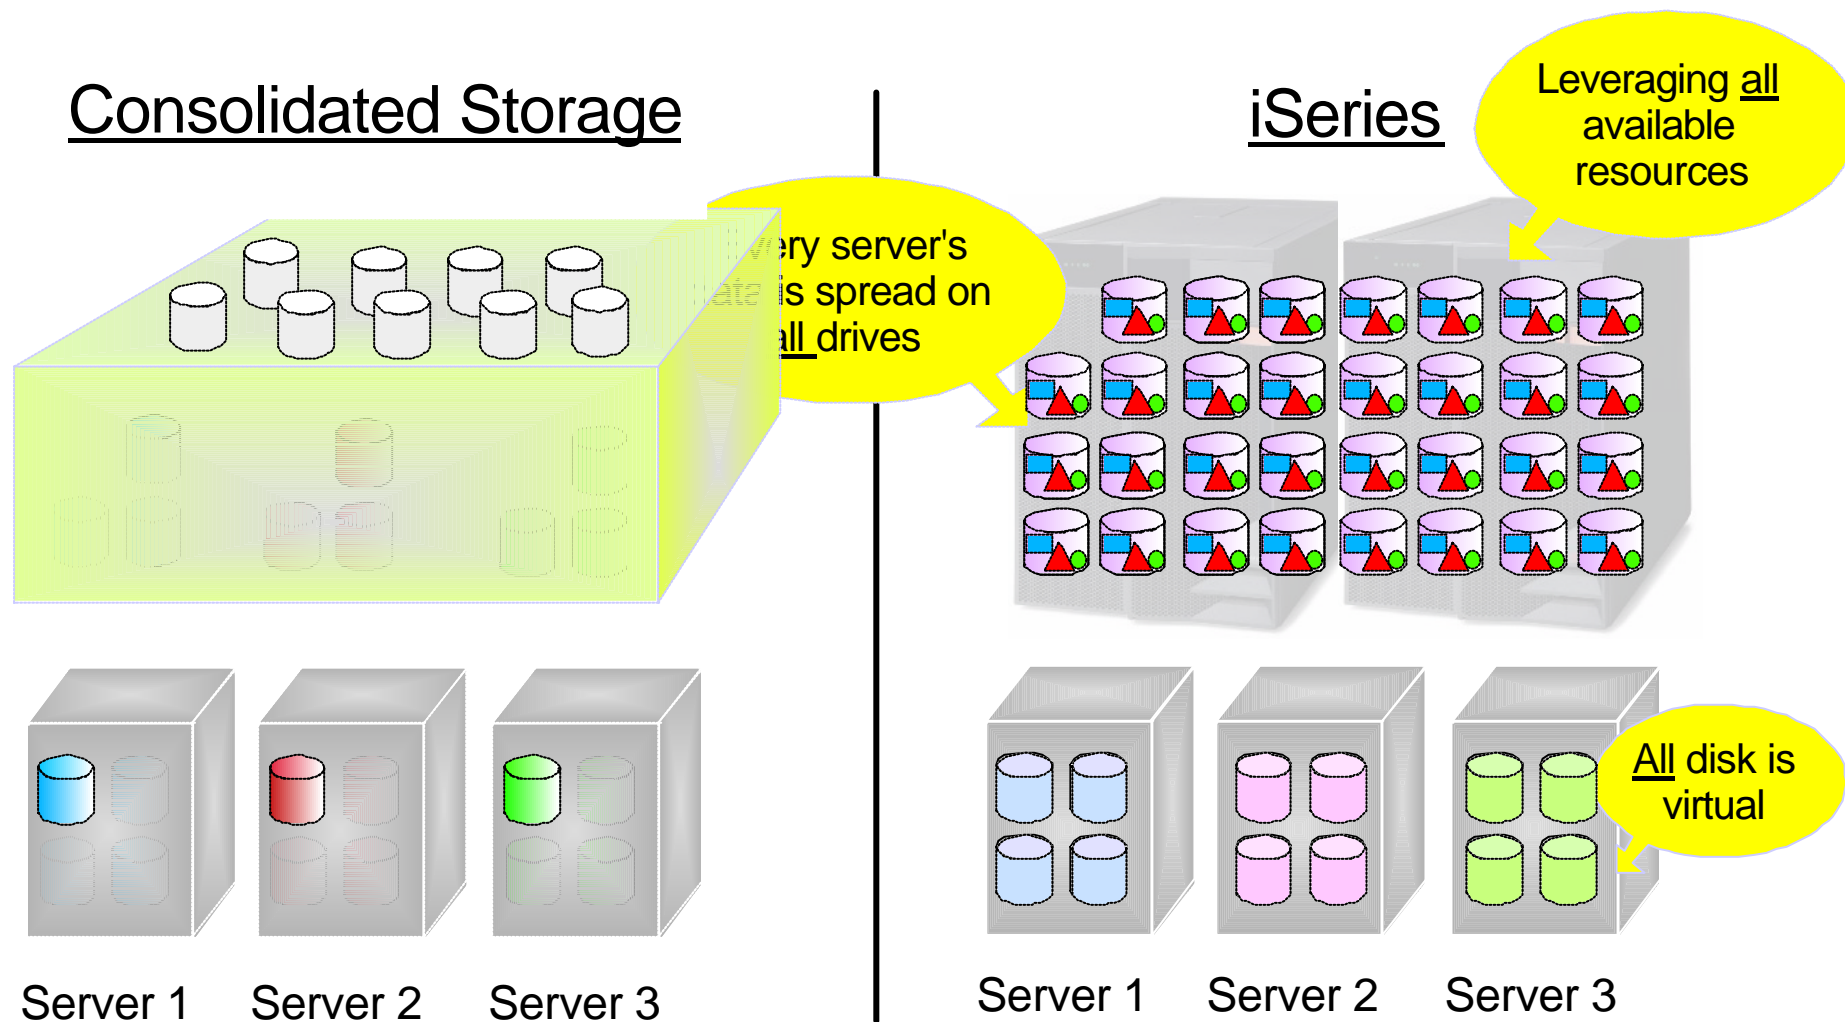 Consolidated Storage
iSeries
Leveraging all
available
resources
server's
is spread on
all drives
All disk is
virtual
Server 1
Server 2
Server 3
Server 1
Server 2
Server 3